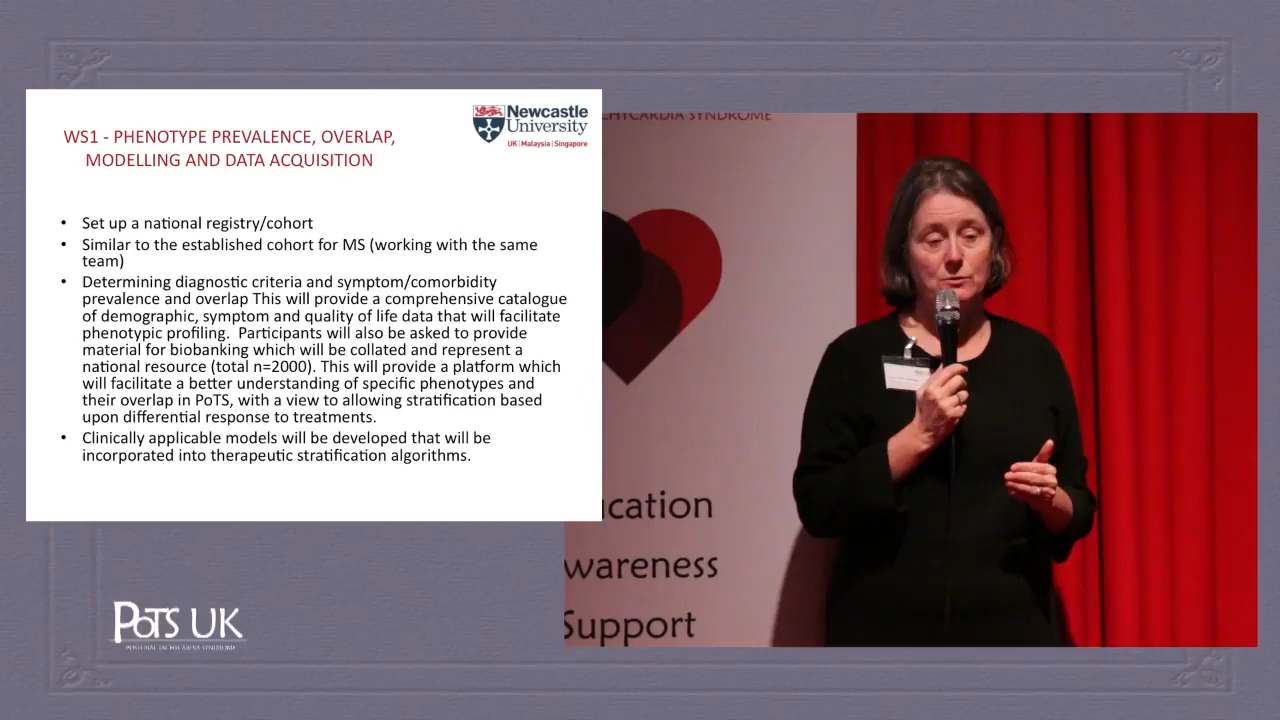 WS1 - PHENOTYPE PREVALENCE, OVERLAP,
MODELLING AND DATA ACQUISITION
Newcastle
University
UK | Malaysia | Singapore
• Set up a national registry/cohort
• Similar to the established cohort for MS (working with the same
team)
• Determining diagnostic criteria and symptom/comorbidity
prevalence and overlap This will provide a comprehensive catalogue
of demographic, symptom and quality of life data that will facilitate
phenotypic profiling. Participants will also be asked to provide
material for biobanking which will be collated and represent a
national resource (total n=2000). This will provide a platform which
will facilitate a better understanding of specific phenotypes and
their overlap in PoTS, with a view to allowing stratification based
upon differential response to treatments.
• Clinically applicable models will be developed that will be
incorporated into therapeutic stratification algorithms.
CHYCARDIA SYNDROME
ucation
wareness
Support
PoTS UK
POSTURAL TACHYCARDIA SYNDROME